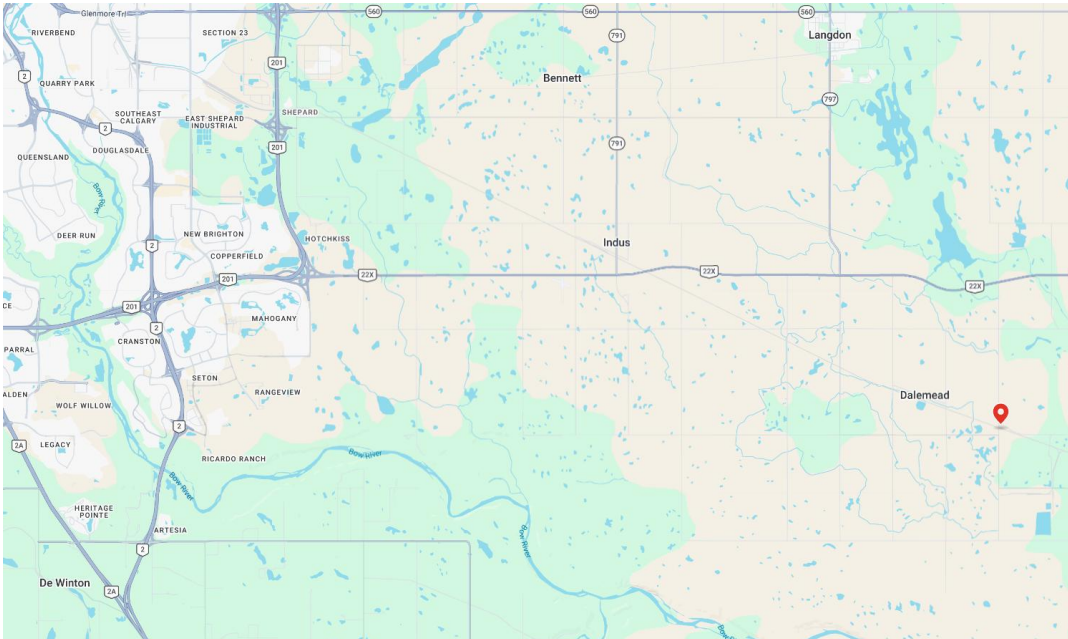 Glenmore Trl
560
560
560
RIVERBEND
SECTION 23
791
Langdon
201
2
QUARRY PARK
Bennett
797
SOUTHEAST
CALGARY
EAST SHEPARD
INDUSTRIAL
SHEPARD
2
201
791
DOUGLASDALE
QUEENSLAND
Bow River
DEER RUN
NEW BRIGHTON
2
HOTCHKISS
Indus
COPPERFIELD
22X
22X
201
22X
201
CE
MAHOGANY
2
CRANSTON
PARRAL
SETON
RANGEVIEW
Dalemead
ALDEN
WOLF WILLOW
2
2A
LEGACY
RICARDO RANCH
Bow River
Bow River
HERITAGE
POINTE
ARTESIA
Bow River
2
De Winton
2A